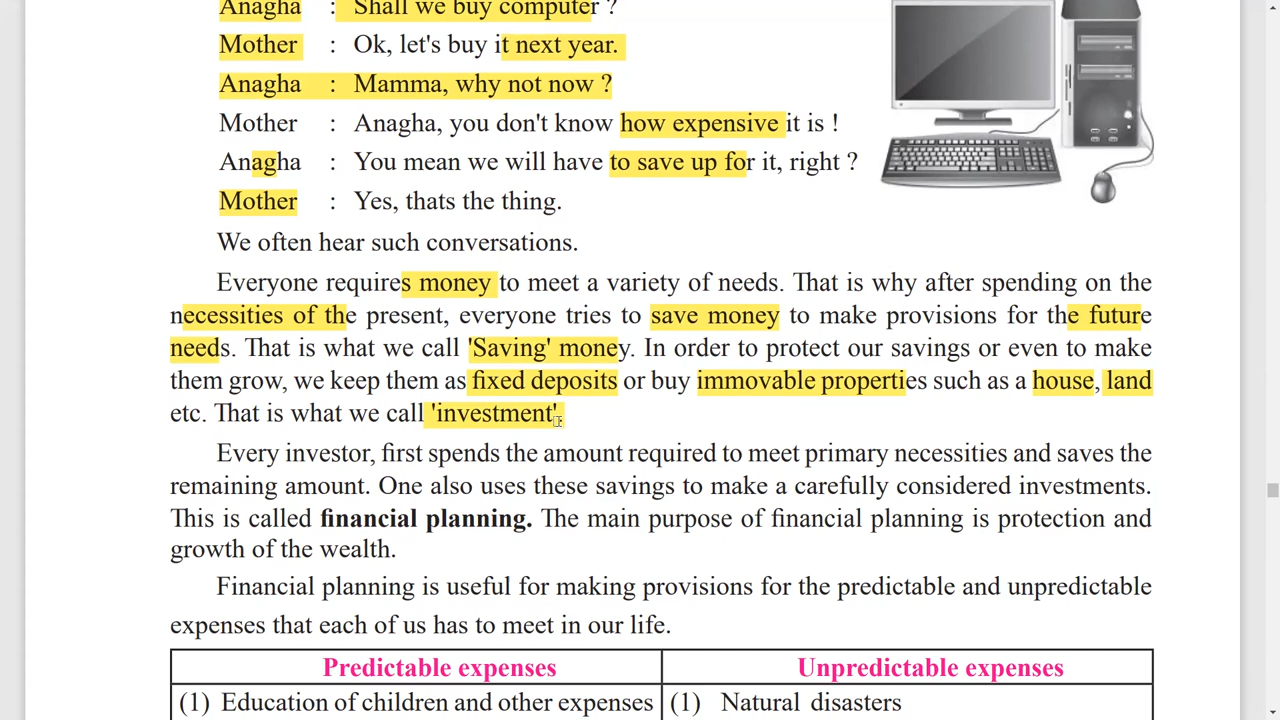 Anagha : Shall we buy computer ?
Mother : Ok, let's buy it next year.
Anagha : Mamma, why not now ?
Mother : Anagha, you don't know how expensive it is !
Anagha : You mean we will have to save up for it, right ?
Mother : Yes, thats the thing.
We often hear such conversations.
Everyone requires money to meet a variety of needs. That is why after spending on the
necessities of the present, everyone tries to save money to make provisions for the future
needs. That is what we call 'Saving' money. In order to protect our savings or even to make
them grow, we keep them as fixed deposits or buy immovable properties such as a house, land
etc. That is what we call 'investment'.
Every investor, first spends the amount required to meet primary necessities and saves the
remaining amount. One also uses these savings to make a carefully considered investments.
This is called financial planning. The main purpose of financial planning is protection and
growth of the wealth.
Financial planning is useful for making provisions for the predictable and unpredictable
expenses that each of us has to meet in our life.
Predictable expenses Unpredictable expenses
(1) Education of children and other expenses (1) Natural disasters